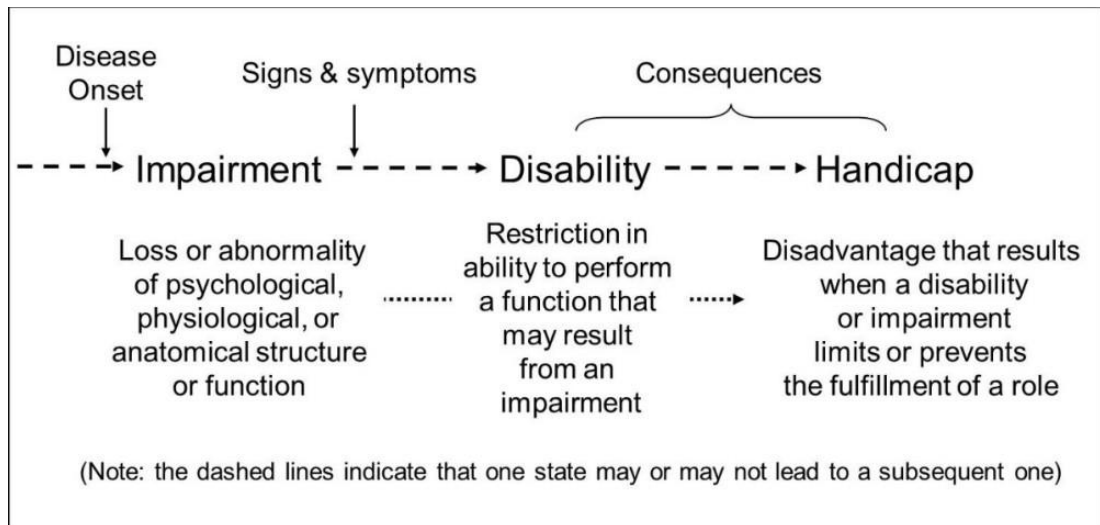 Disease
Onset
Signs & symptoms
Consequences
Impairment
Disability
Handicap
Loss or abnormality
of psychological,
physiological, or
anatomical structure
or function
Restriction in
ability to perform
a function that
may result
from an
impairment
Disadvantage that results
when a disability
or impairment
limits or prevents
the fulfillment of a role
(Note: the dashed lines indicate that one state may or may not lead to a subsequent one)